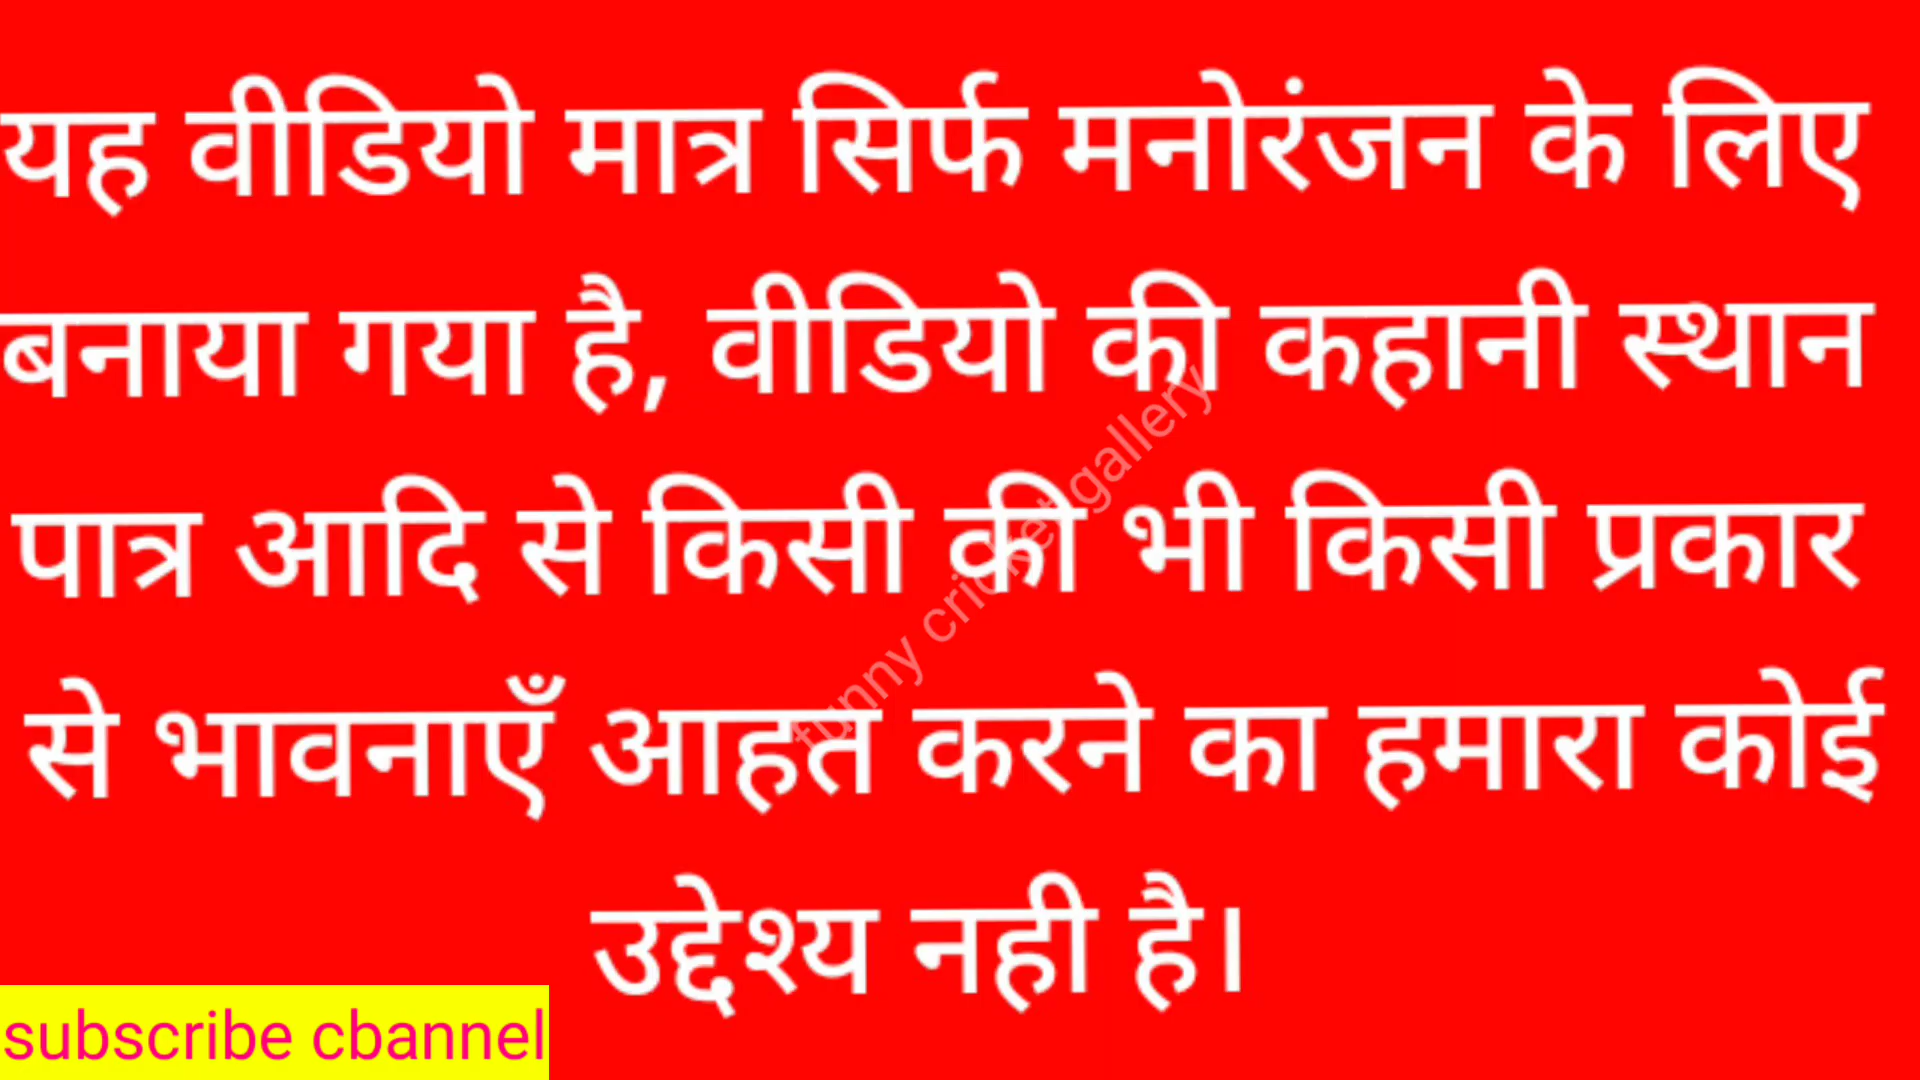 यह वीडियो मात्र सिर्फ मनोरंजन के लिए
बनाया गया है, वीडियो की कहानी स्थान
पात्र आदि से किसी की भी किसी प्रकार
से भावनाएँ आहत करने का हमारा कोई
उद्देश्य नही है।
funny cricket gallery
subscribe cbannel